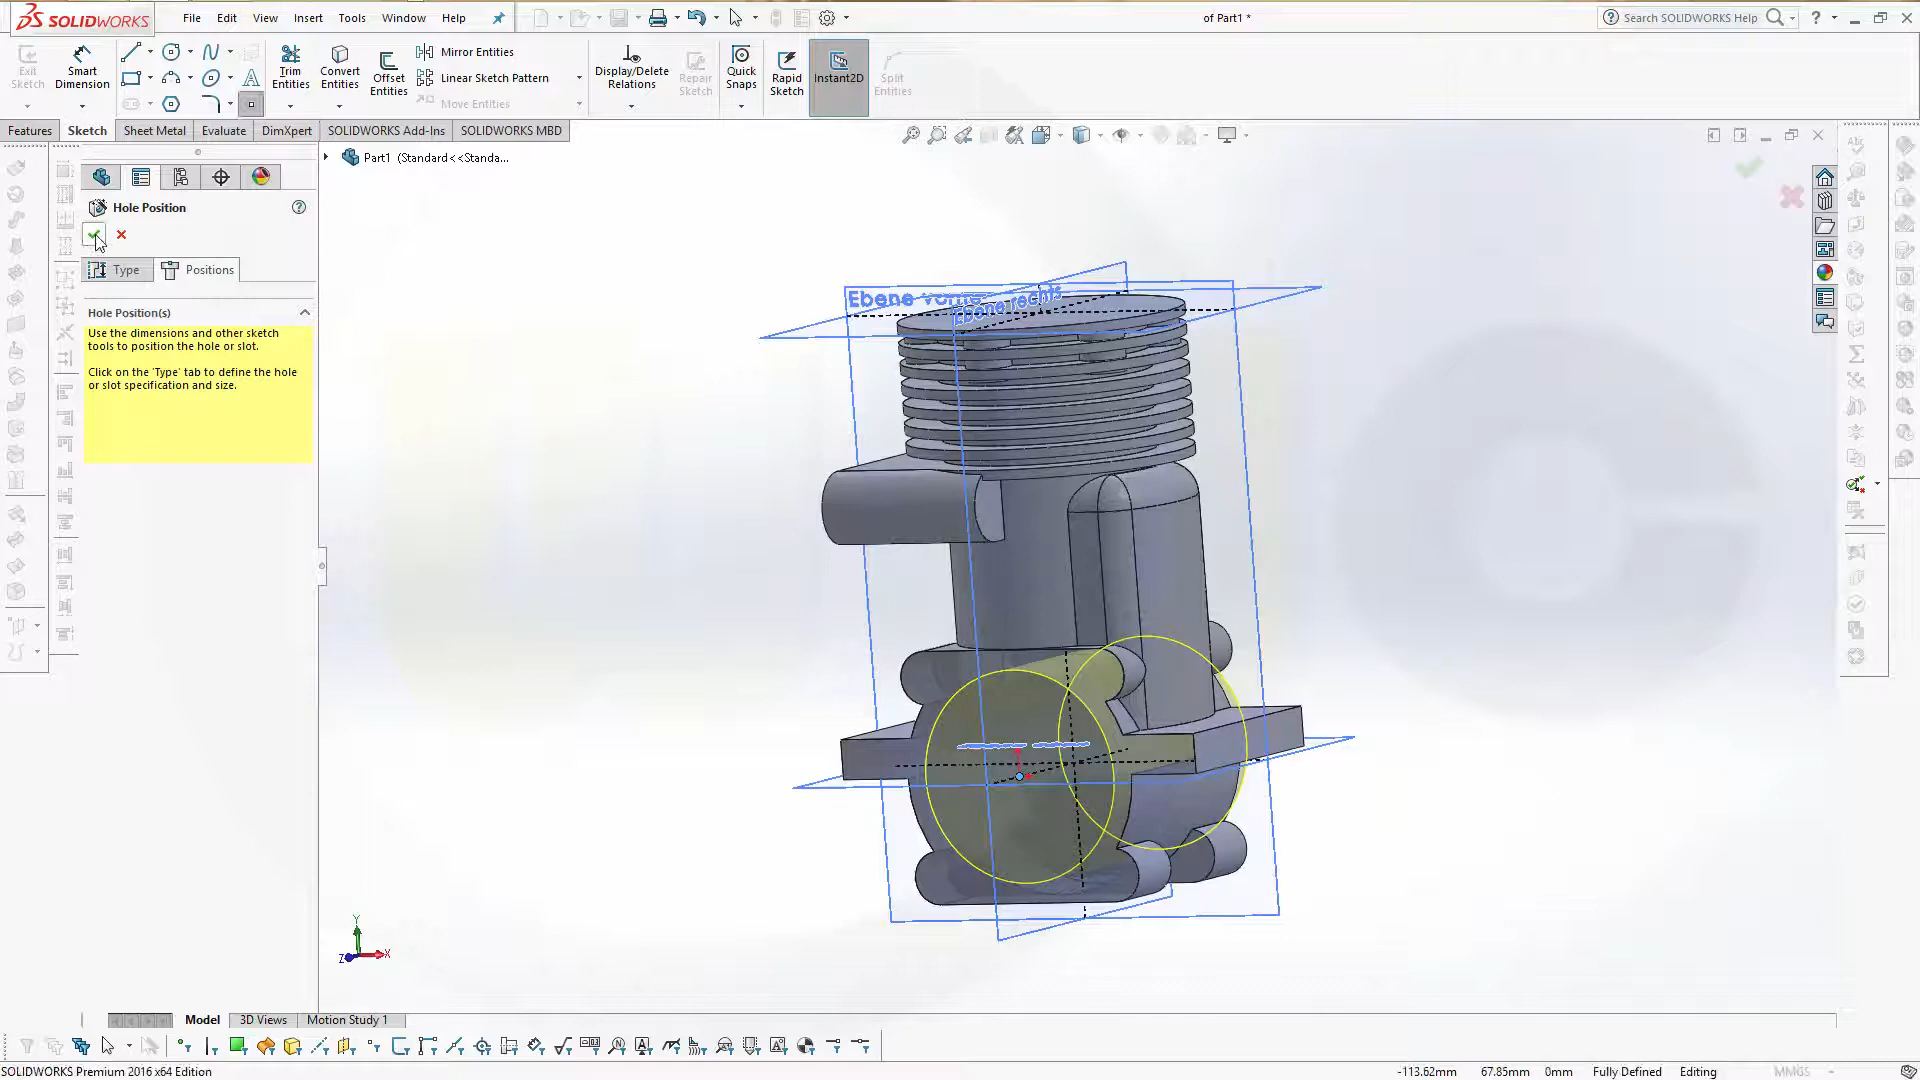 SOLIDWORKS
File Edit View Insert Tools Window Help
of Part1 *
Search SOLIDWORKS Help
Exit Sketch
Smart Dimension
Trim Entities
Convert Entities
Offset Entities
Mirror Entities
Linear Sketch Pattern
Move Entities
Display/Delete Relations
Repair Sketch
Quick Snaps
Rapid Sketch
Instant2D
Split Entities
Features Sketch Sheet Metal Evaluate DimXpert SOLIDWORKS Add-Ins SOLIDWORKS MBD
Part1 (Standard<<Standa...
Hole Position
Type Positions
Hole Position(s)
Use the dimensions and other sketch
tools to position the hole or slot.
Click on the 'Type' tab to define the hole
or slot specification and size.
Ebene vorne
Ebene rechts
Y
Z X
Model 3D Views Motion Study 1
SOLIDWORKS Premium 2016 x64 Edition
-113.62mm 67.85mm 0mm Fully Defined Editing MMGS